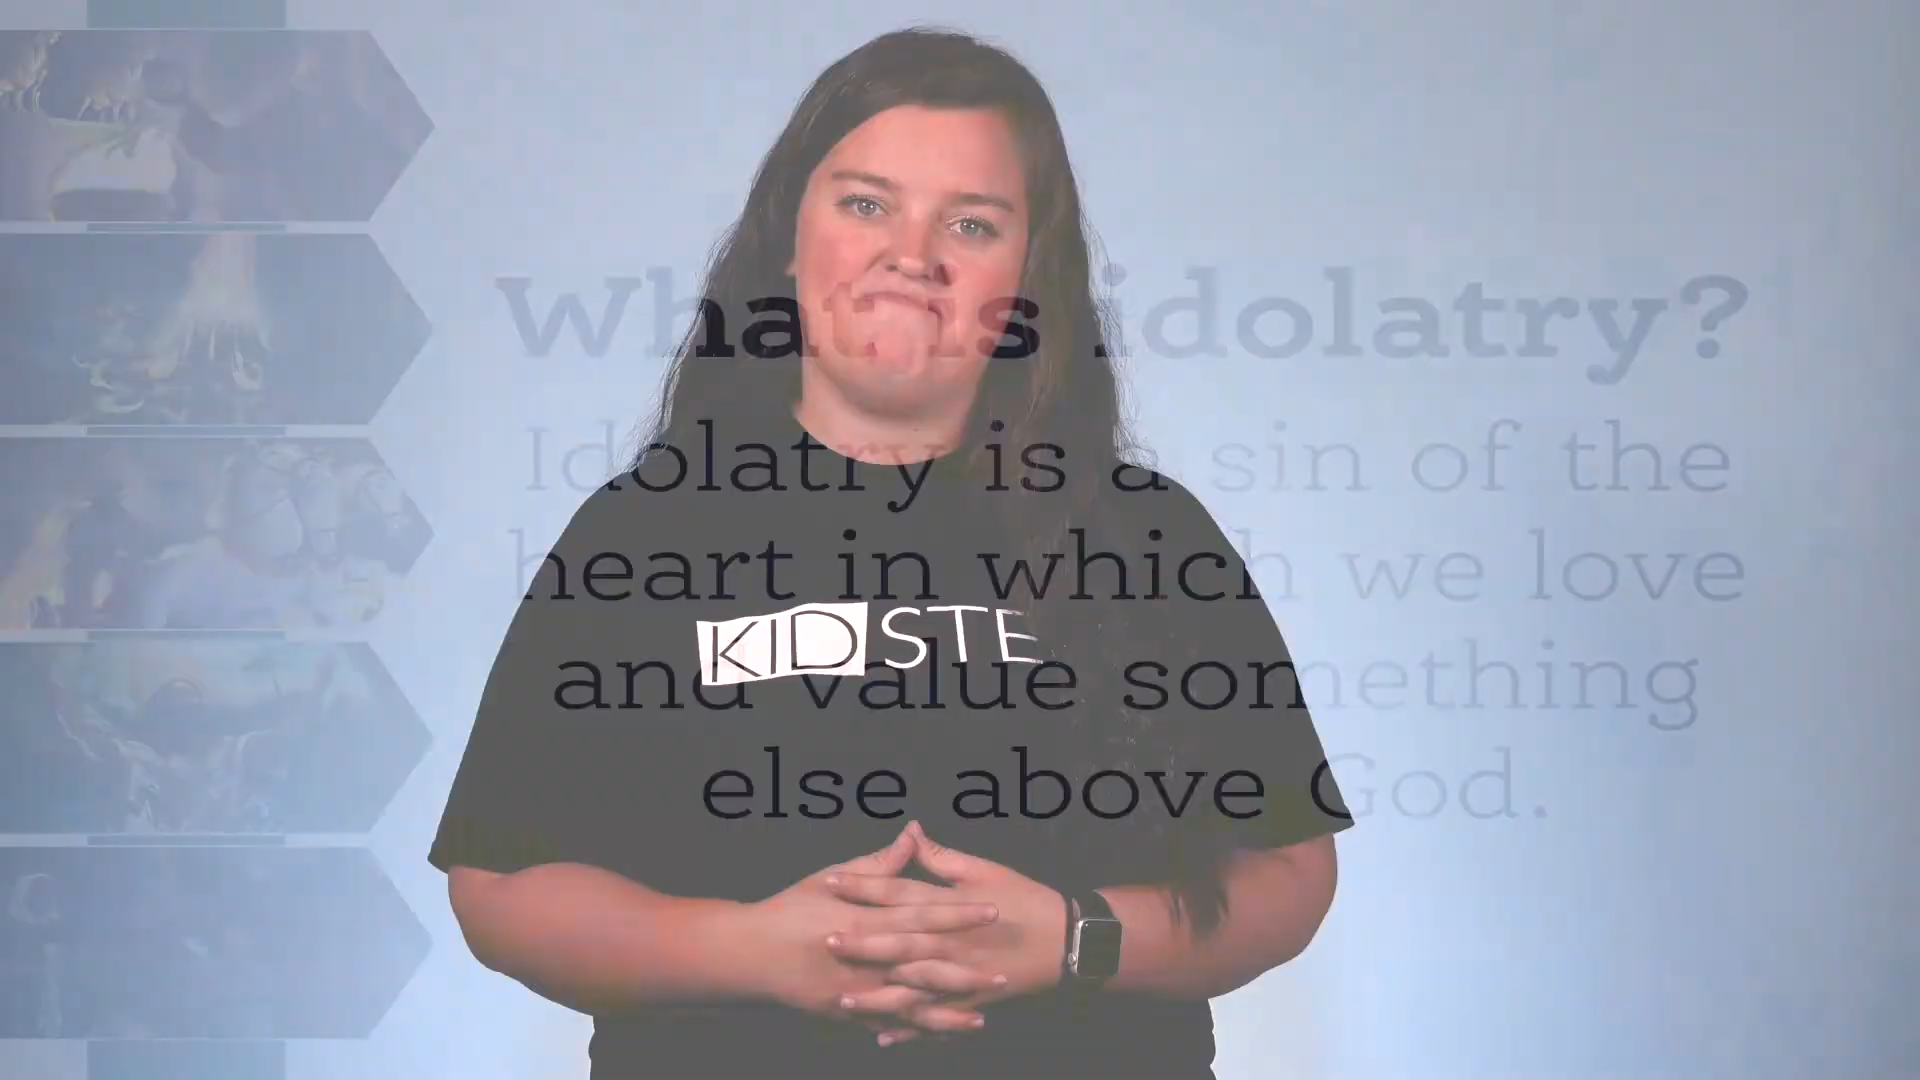 What is idolatry?
Idolatry is a sin of the
heart in which we love
KIDSTE
and value something
else above God.